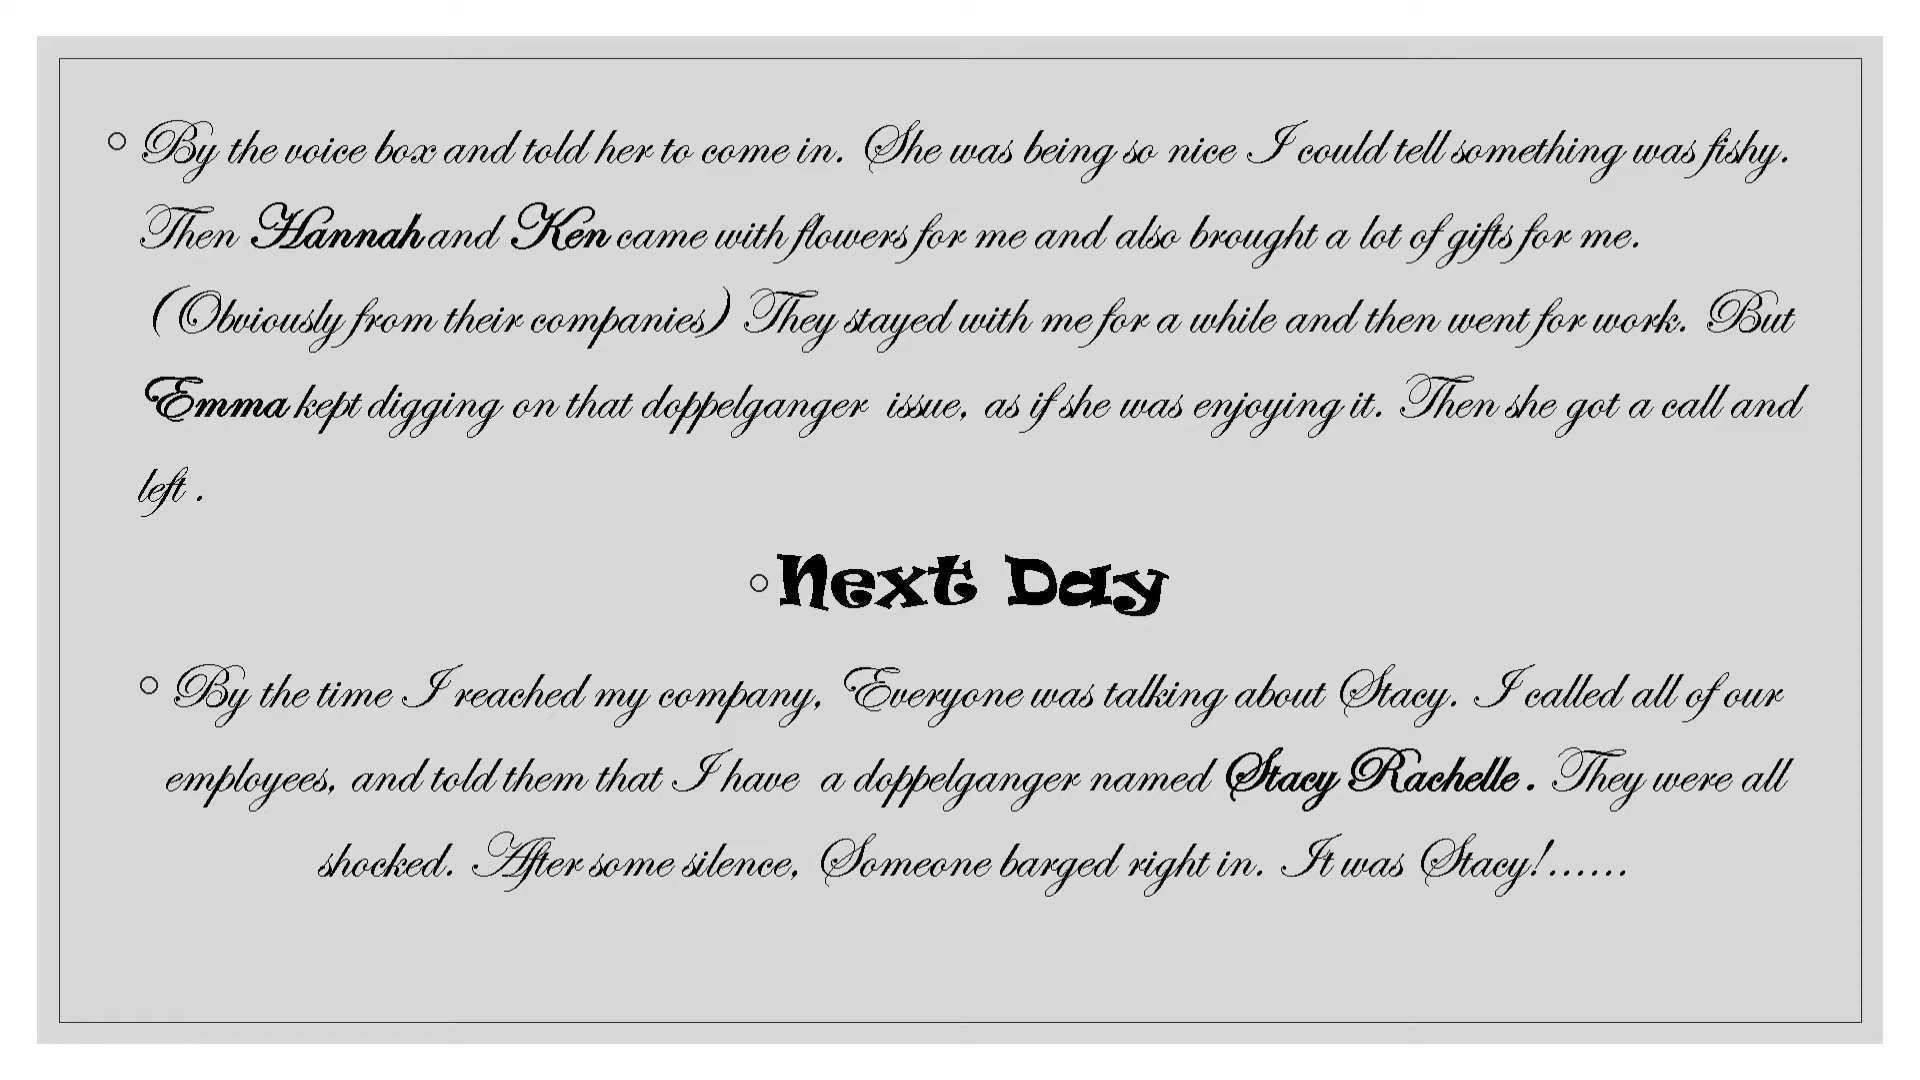 By the voice box and told her to come in. She was being so nice I could tell something was fishy.
Then Hannah and Ken came with flowers for me and also brought a lot of gifts for me.
(Obviously from their companies) They stayed with me for a while and then went for work. But
Emma kept digging on that doppelganger issue, as if she was enjoying it. Then she got a call and
left .
Next Day
By the time I reached my company, Everyone was talking about Stacy. I called all of our
employees, and told them that I have a doppelganger named Stacy Rachelle . They were all
shocked. After some silence, Someone barged right in. It was Stacy!......